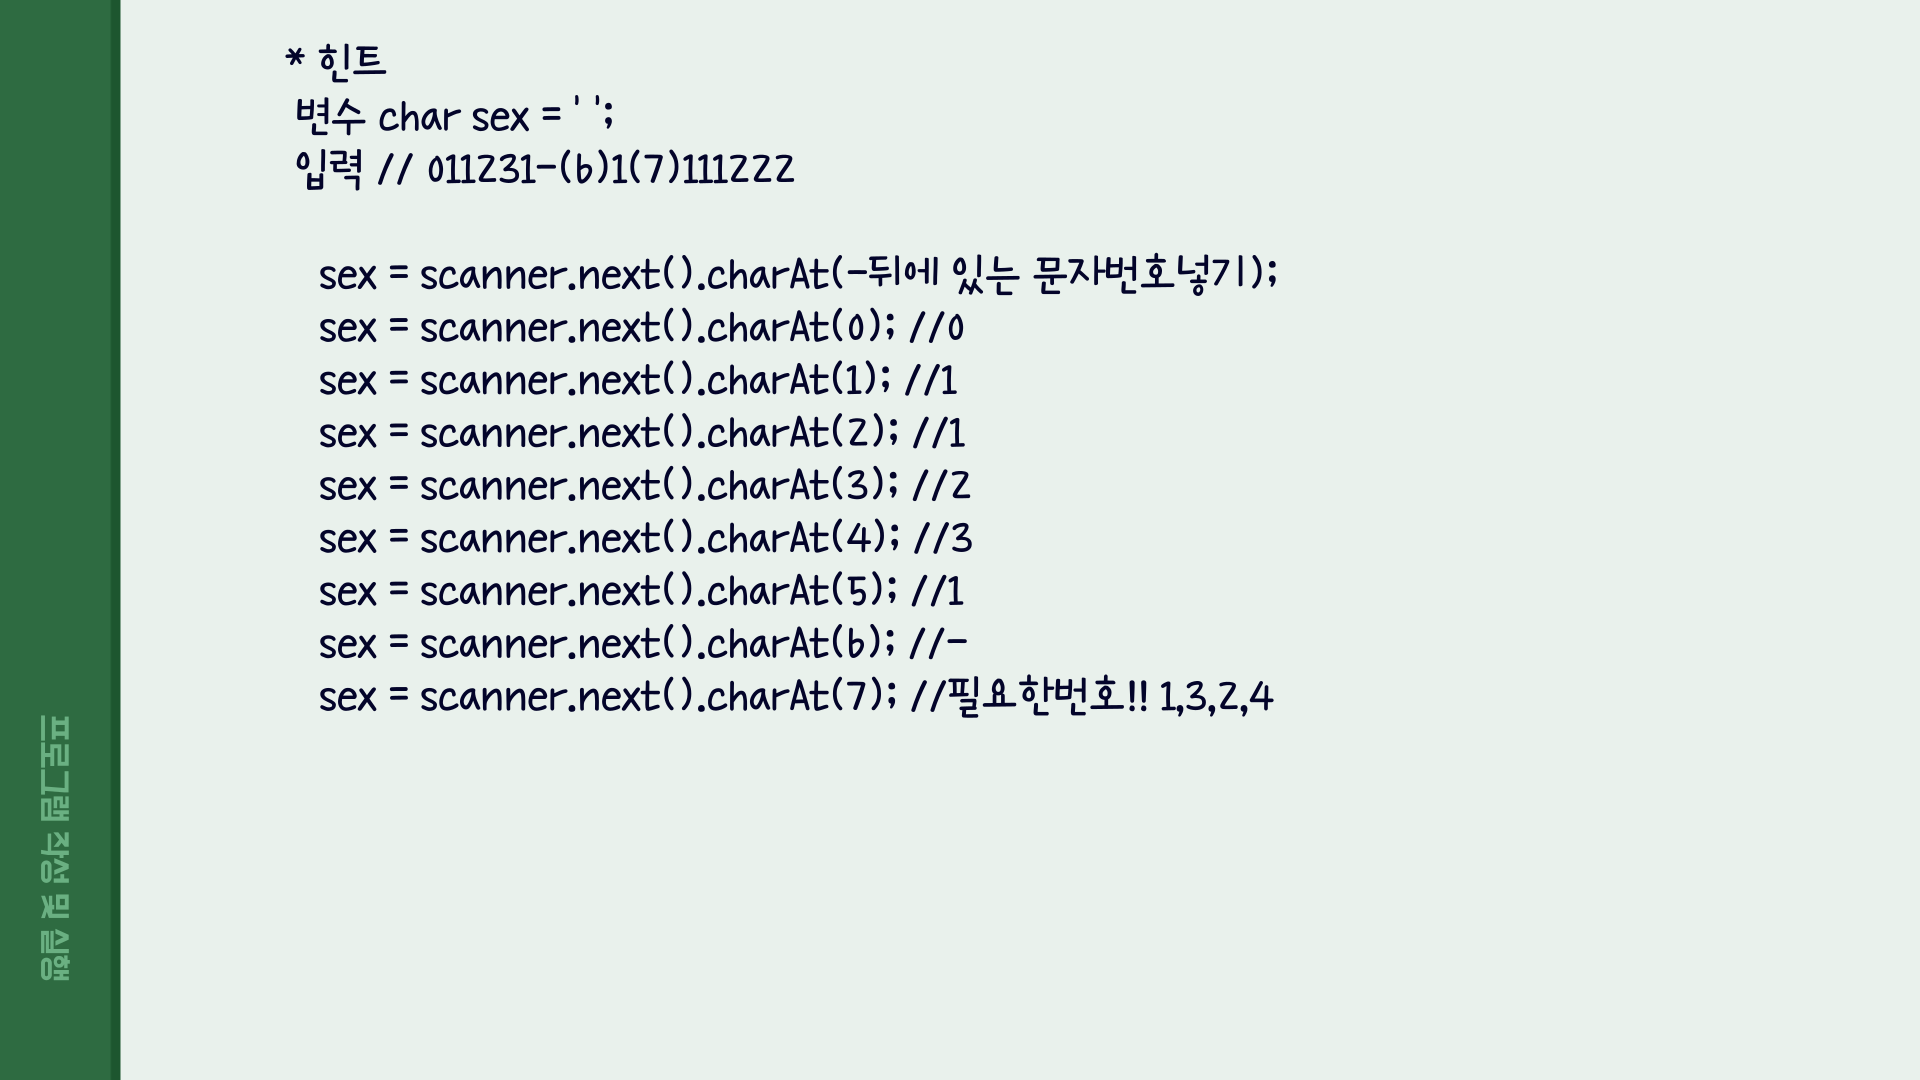 * 힌트
변수 char sex = ' ';
입력 // 011231-(6)1(7)111222
sex = scanner.next().charAt(-뒤에 있는 문자번호넣기);
sex = scanner.next().charAt(0); //0
sex = scanner.next().charAt(1); //1
sex = scanner.next().charAt(2); //1
sex = scanner.next().charAt(3); //2
sex = scanner.next().charAt(4); //3
sex = scanner.next().charAt(5); //1
sex = scanner.next().charAt(6); //-
sex = scanner.next().charAt(7); //필요한번호!! 1,3,2,4
프로그램 작성 및 실행